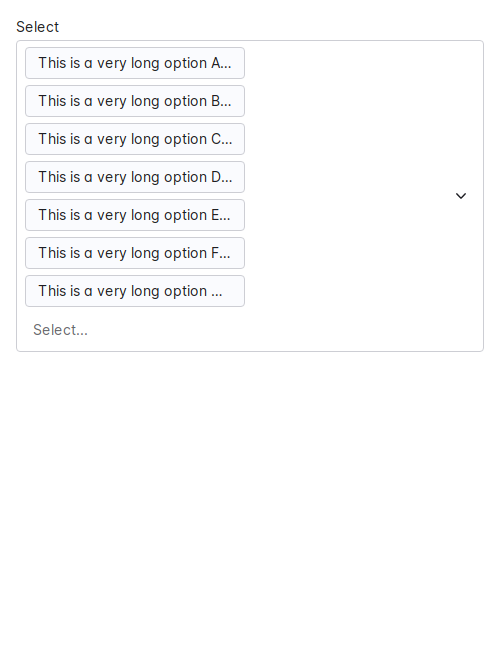 Select
This is a very long option A...
This is a very long option B...
This is a very long option C...
This is a very long option D...
This is a very long option E...
This is a very long option F...
This is a very long option ...
Select...